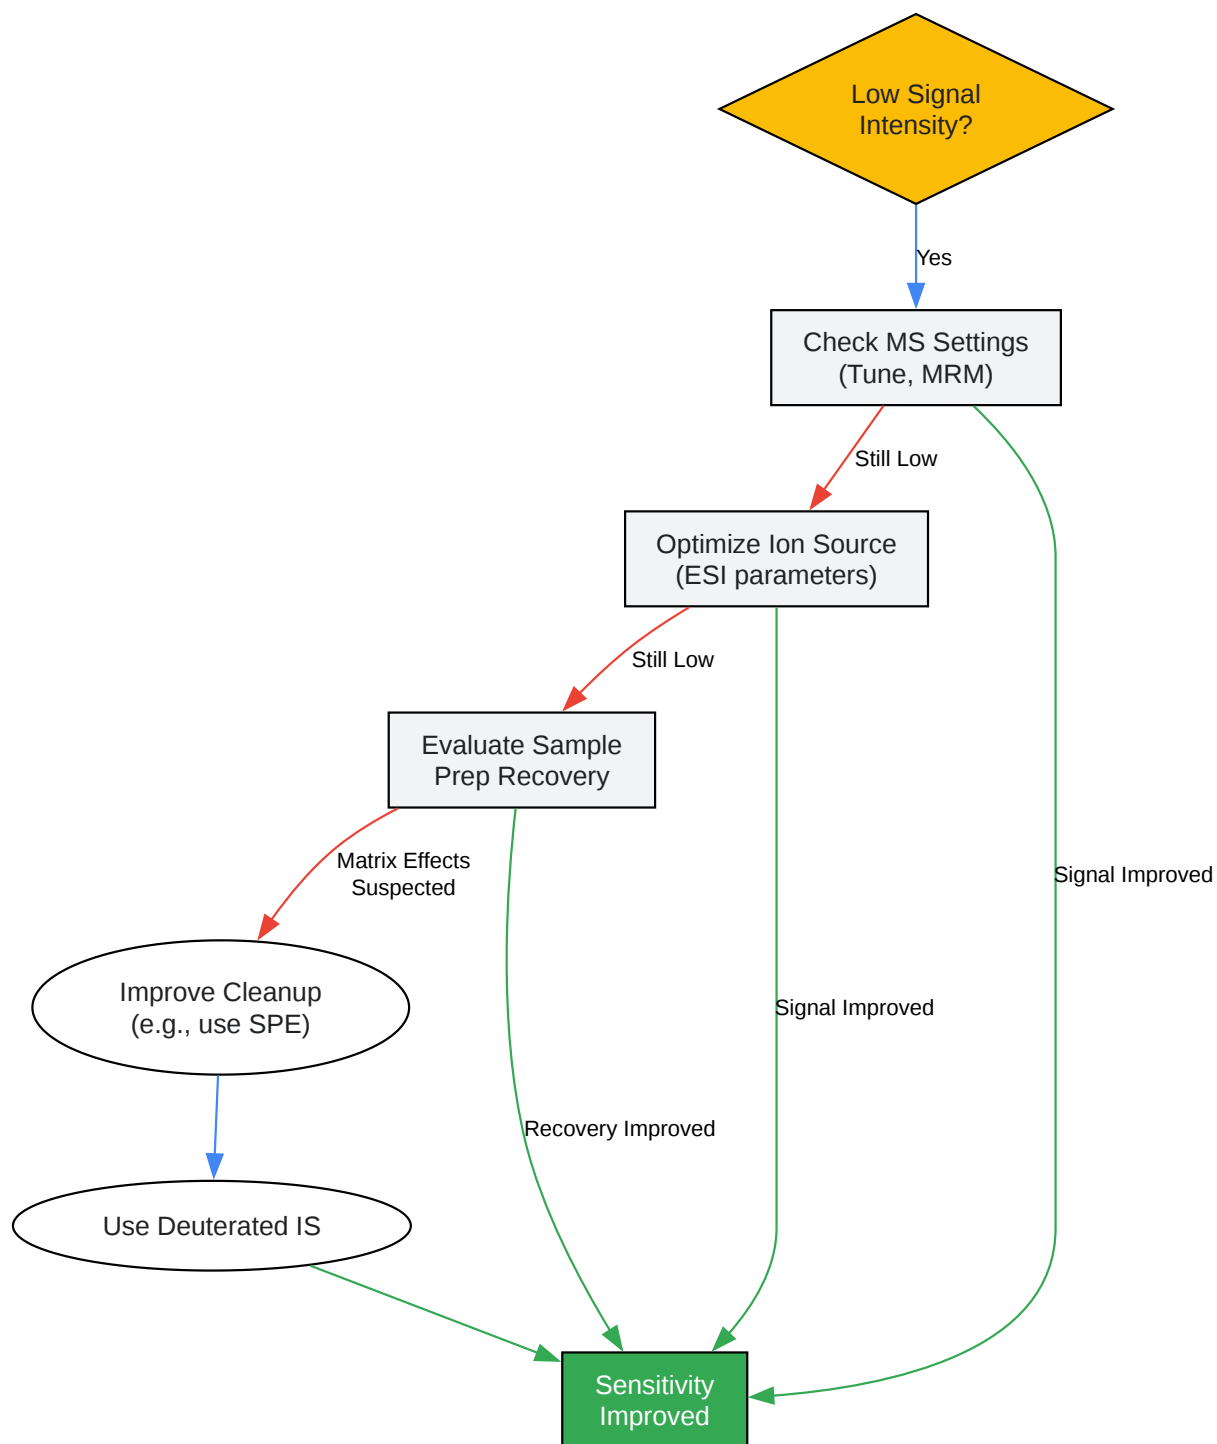 Low Signal
Intensity?
Yes
Check MS Settings
(Tune, MRM)
Still Low
Optimize Ion Source
(ESI parameters)
Still Low
Evaluate Sample
Prep Recovery
Matrix Effects
Suspected
Signal Improved
Improve Cleanup
(e.g., use SPE)
Signal Improved
Recovery Improved
Use Deuterated IS
Sensitivity
Improved